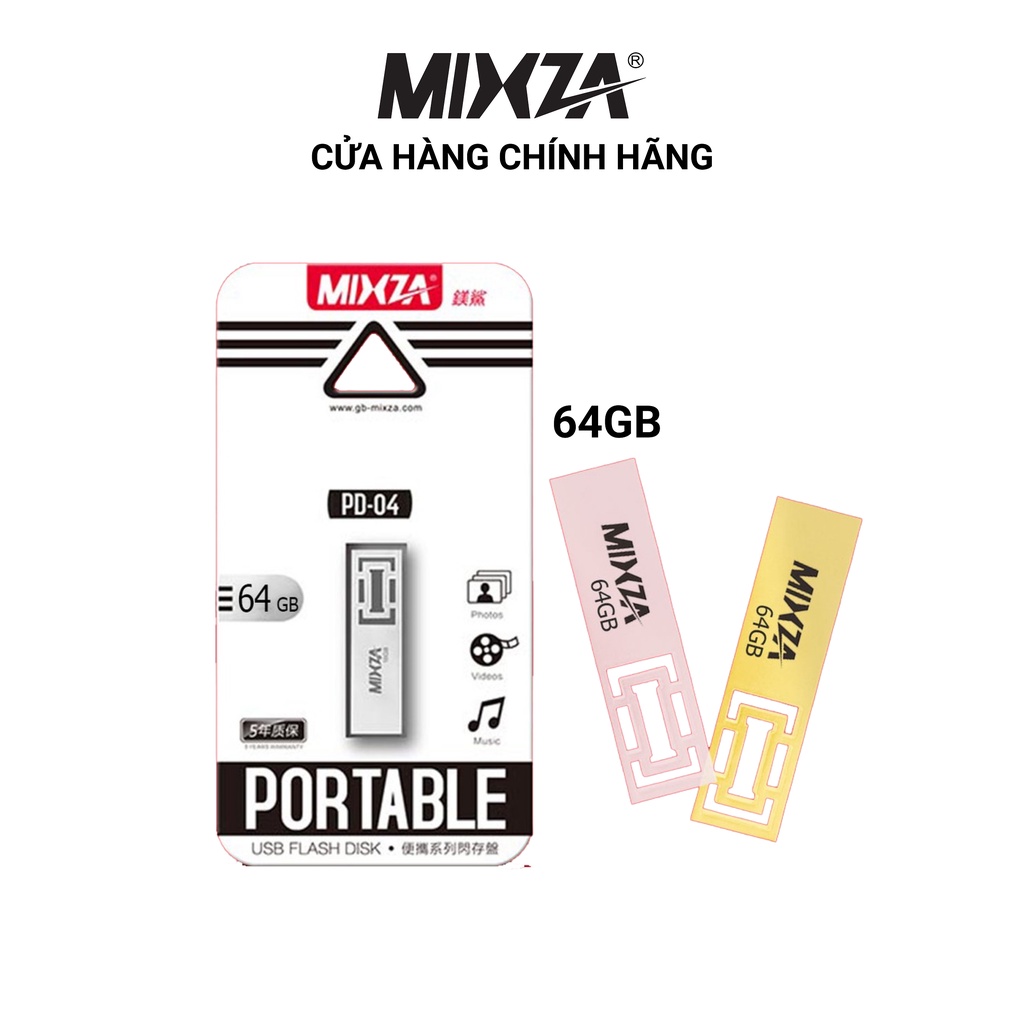 MIXZA®
CỬA HÀNG CHÍNH HÃNG
MIXZA®
鎂鯊
www.gb-mixza.com
64GB
PD-04
64 GB
MIXZA
16GB
Photos
Videos
Music
5年质保
5 YEARS WARRANTY
PORTABLE
USB FLASH DISK • 便攜系列閃存盤
MIXZA
64GB
MIXZA
64GB